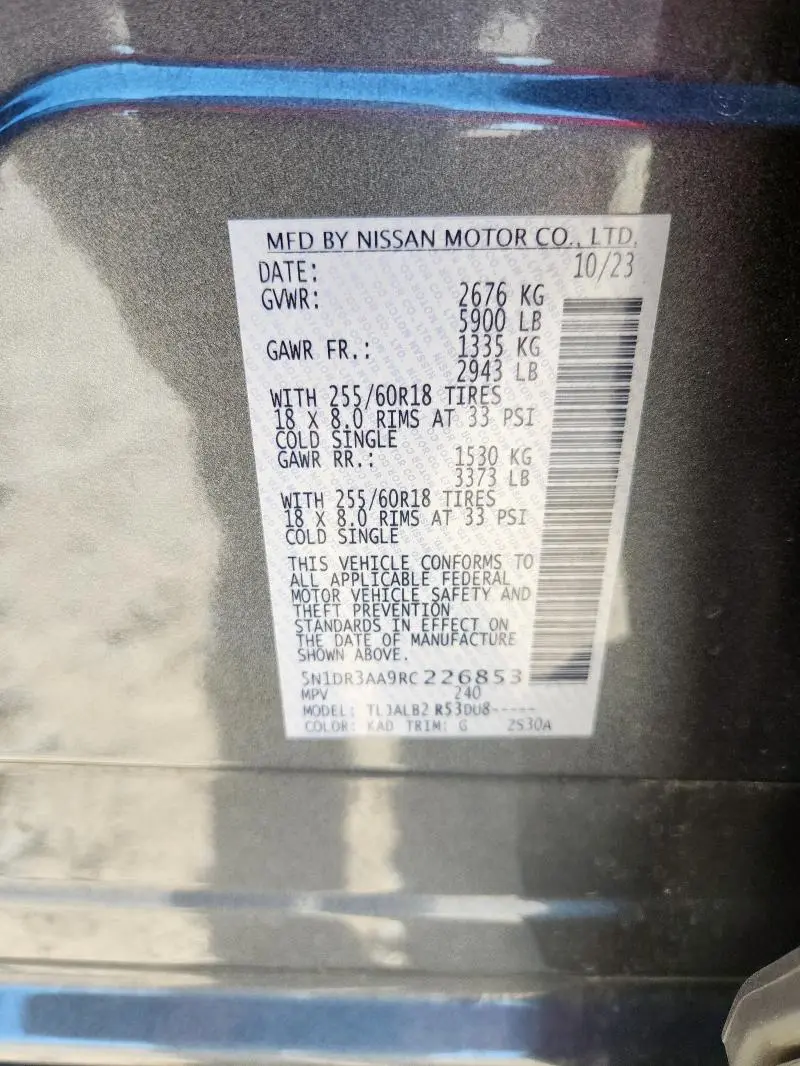 MFD BY NISSAN MOTOR CO., LTD.
DATE: 10/23
GVWR: 2676 KG
5900 LB
GAWR FR.: 1335 KG
2943 LB
WITH 255/60R18 TIRES
18 X 8.0 RIMS AT 33 PSI
COLD SINGLE
GAWR RR.: 1530 KG
3373 LB
WITH 255/60R18 TIRES
18 X 8.0 RIMS AT 33 PSI
COLD SINGLE
THIS VEHICLE CONFORMS TO
ALL APPLICABLE FEDERAL
MOTOR VEHICLE SAFETY AND
THEFT PREVENTION
STANDARDS IN EFFECT ON
THE DATE OF MANUFACTURE
SHOWN ABOVE.
5N1DR3AA9RC226853
MPV 240
MODEL: TLJALB2 R53DU8-----
COLOR: KAD TRIM: G 2S30A